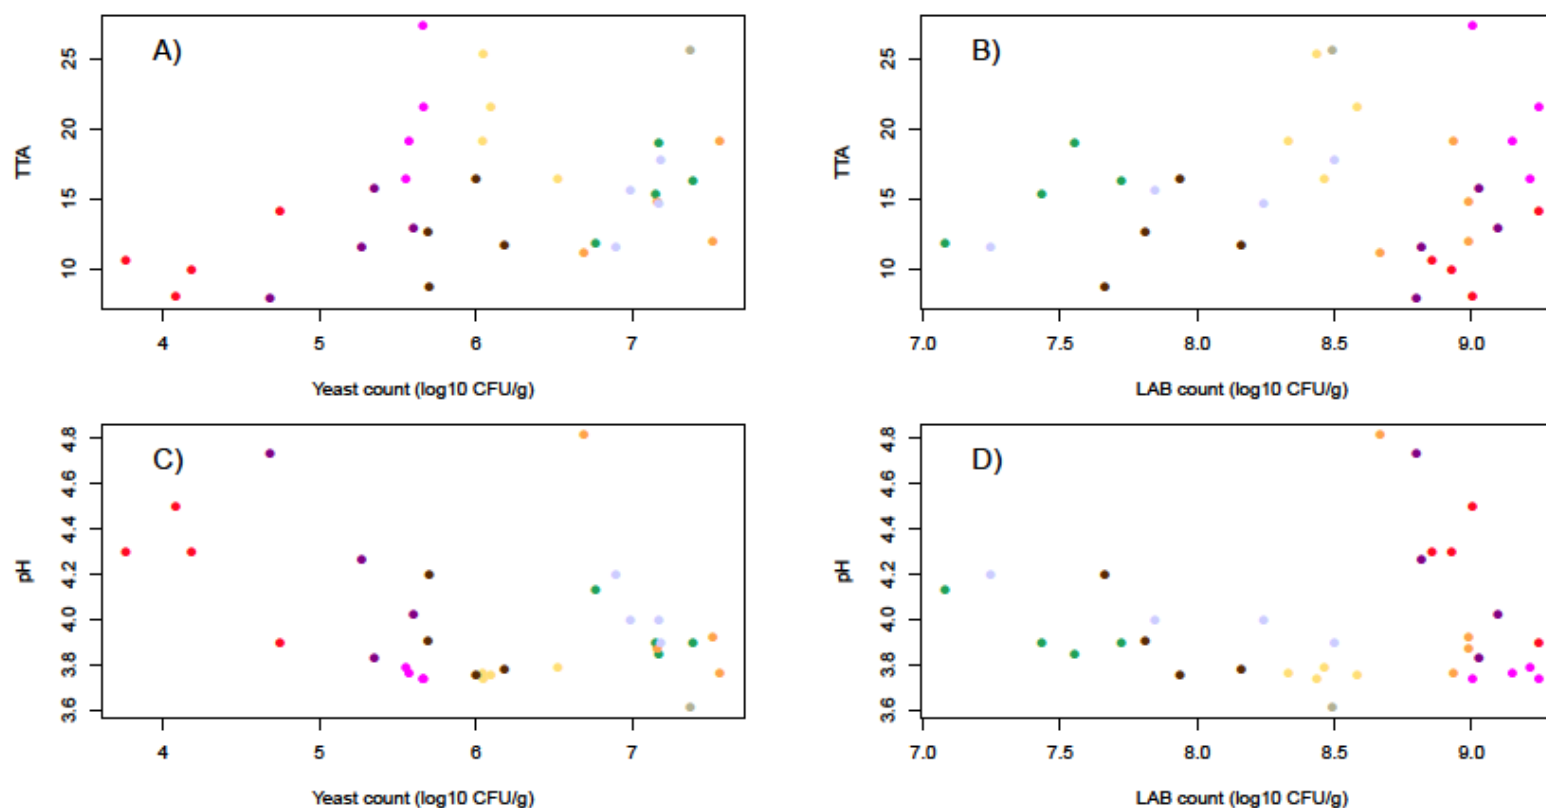 A)
TTA
10 15 20 25
4 5 6 7
Yeast count (log10 CFU/g)
B)
TTA
10 15 20 25
7.0 7.5 8.0 8.5 9.0
LAB count (log10 CFU/g)
C)
pH
3.6 3.8 4.0 4.2 4.4 4.6 4.8
4 5 6 7
Yeast count (log10 CFU/g)
D)
pH
3.6 3.8 4.0 4.2 4.4 4.6 4.8
7.0 7.5 8.0 8.5 9.0
LAB count (log10 CFU/g)